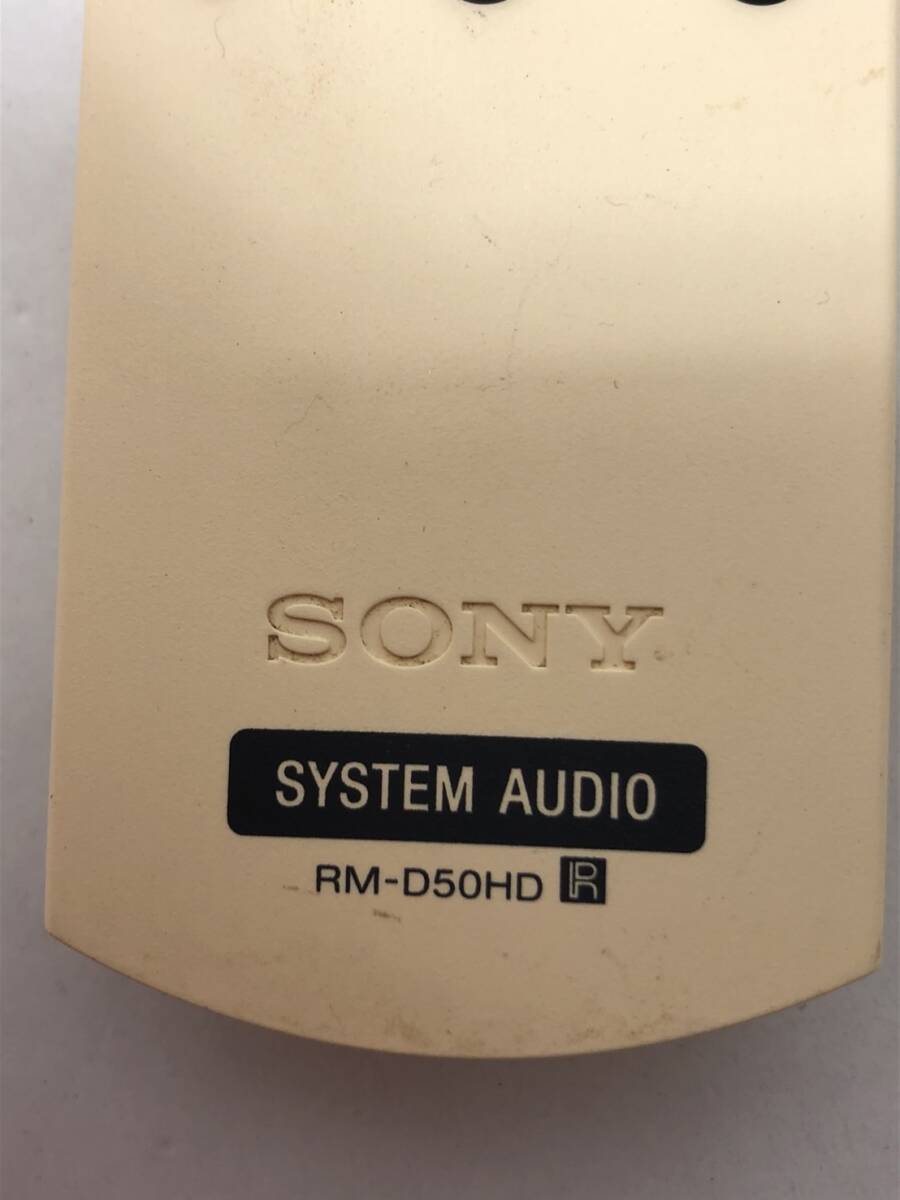 SONY
SYSTEM AUDIO
RM-D50HD R